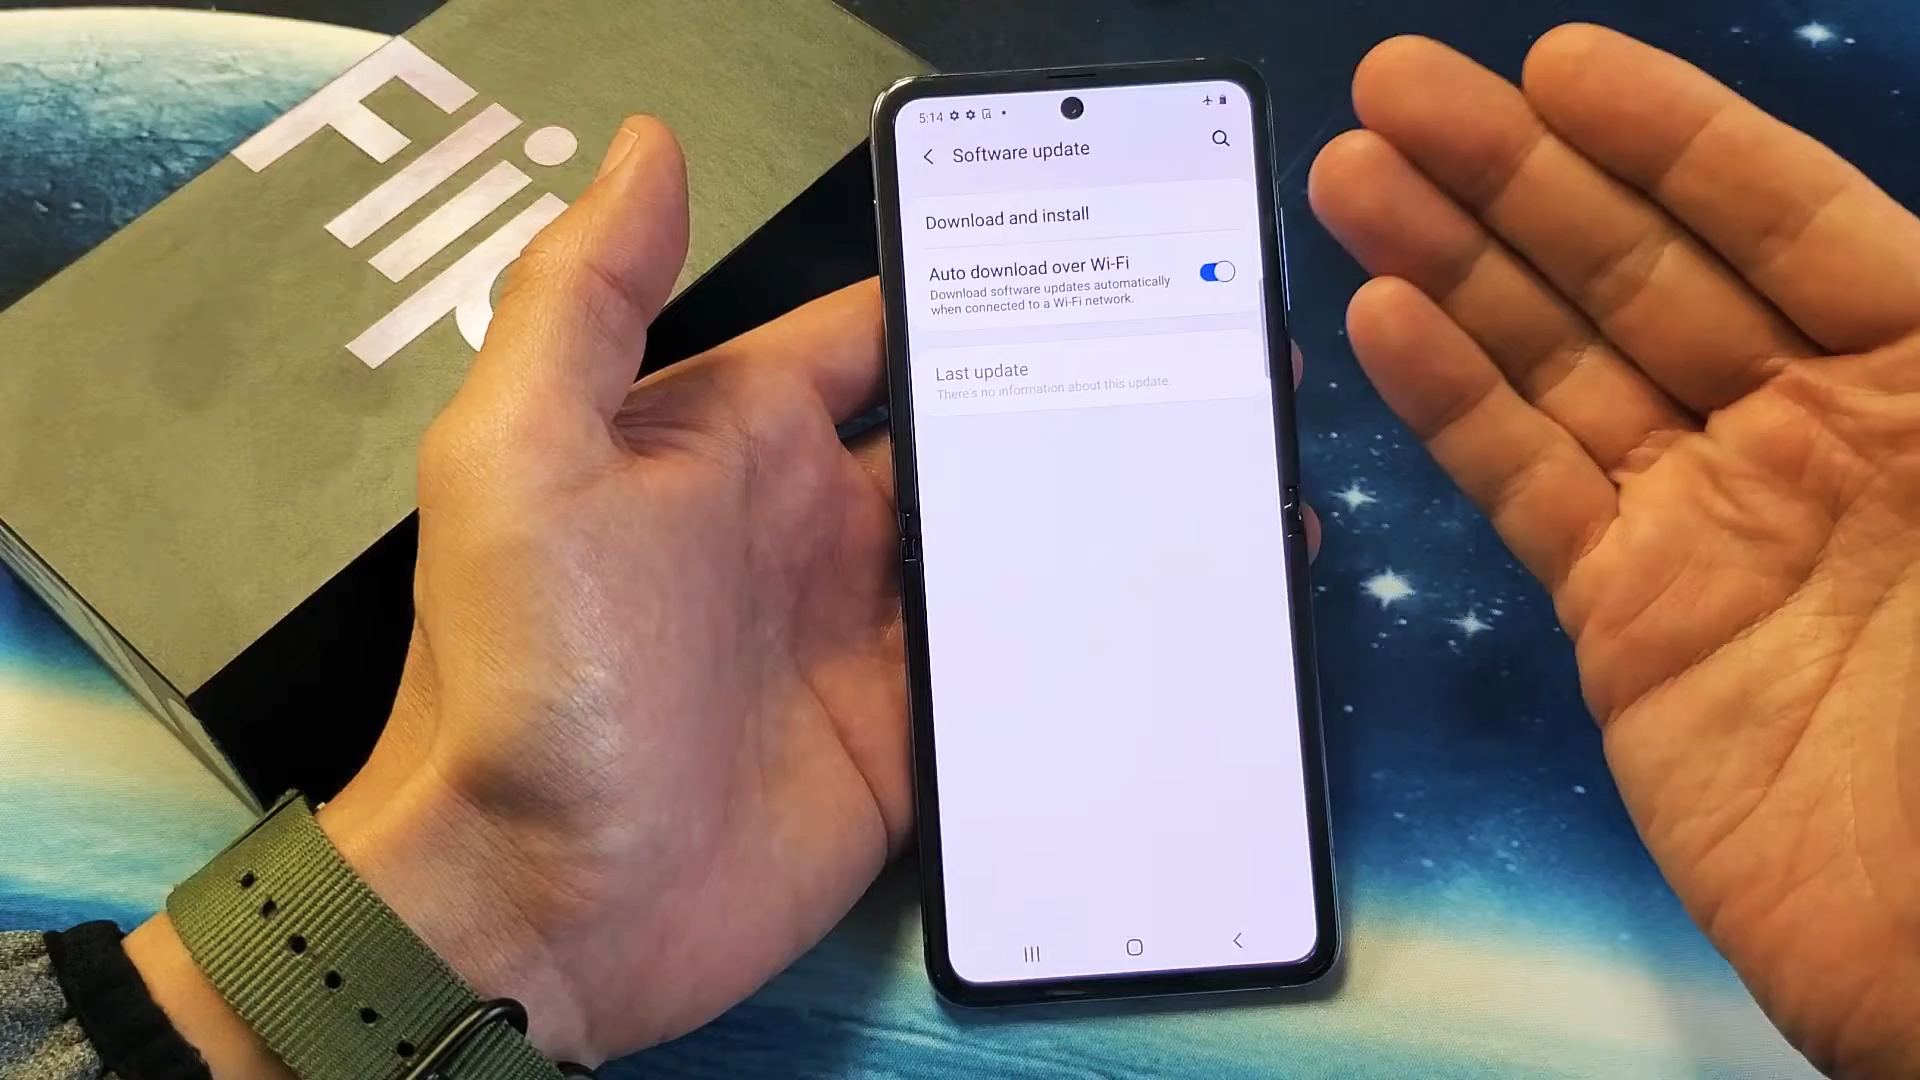 Flip
5:14
Software update
Download and install
Auto download over Wi-Fi
Download software updates automatically
when connected to a Wi-Fi network.
Last update
There's no information about this update.